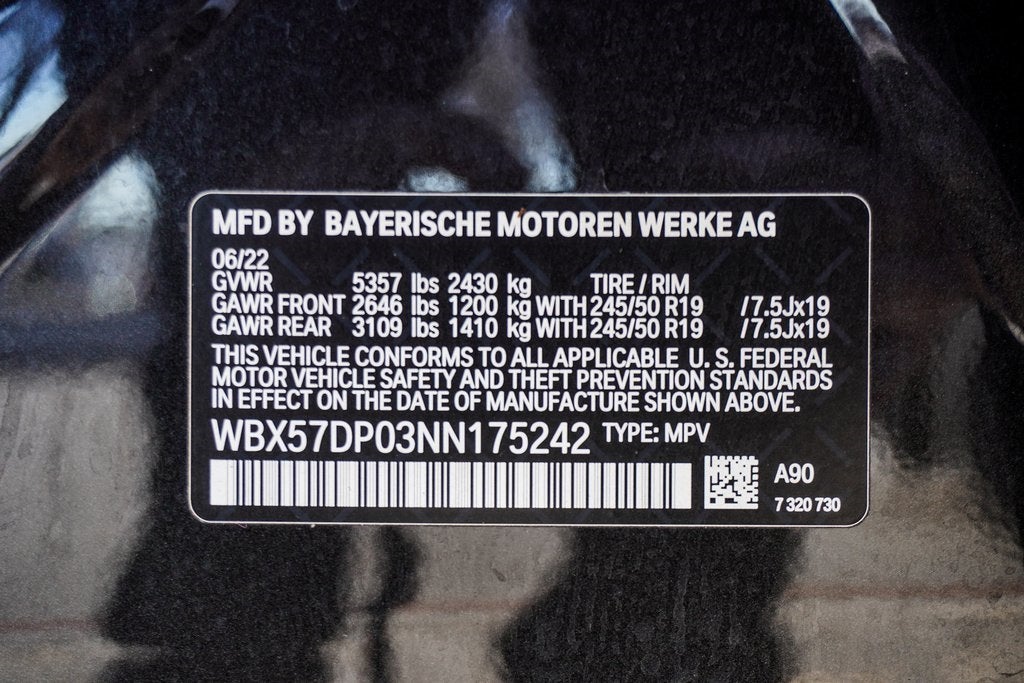 MFD BY BAYERISCHE MOTOREN WERKE AG
06/22
GVWR 5357 lbs 2430 kg TIRE / RIM
GAWR FRONT 2646 lbs 1200 kg WITH 245/50 R19 /7.5Jx19
GAWR REAR 3109 lbs 1410 kg WITH 245/50 R19 /7.5Jx19
THIS VEHICLE CONFORMS TO ALL APPLICABLE U. S. FEDERAL
MOTOR VEHICLE SAFETY AND THEFT PREVENTION STANDARDS
IN EFFECT ON THE DATE OF MANUFACTURE SHOWN ABOVE.
WBX57DP03NN175242 TYPE: MPV
A90
7 320 730